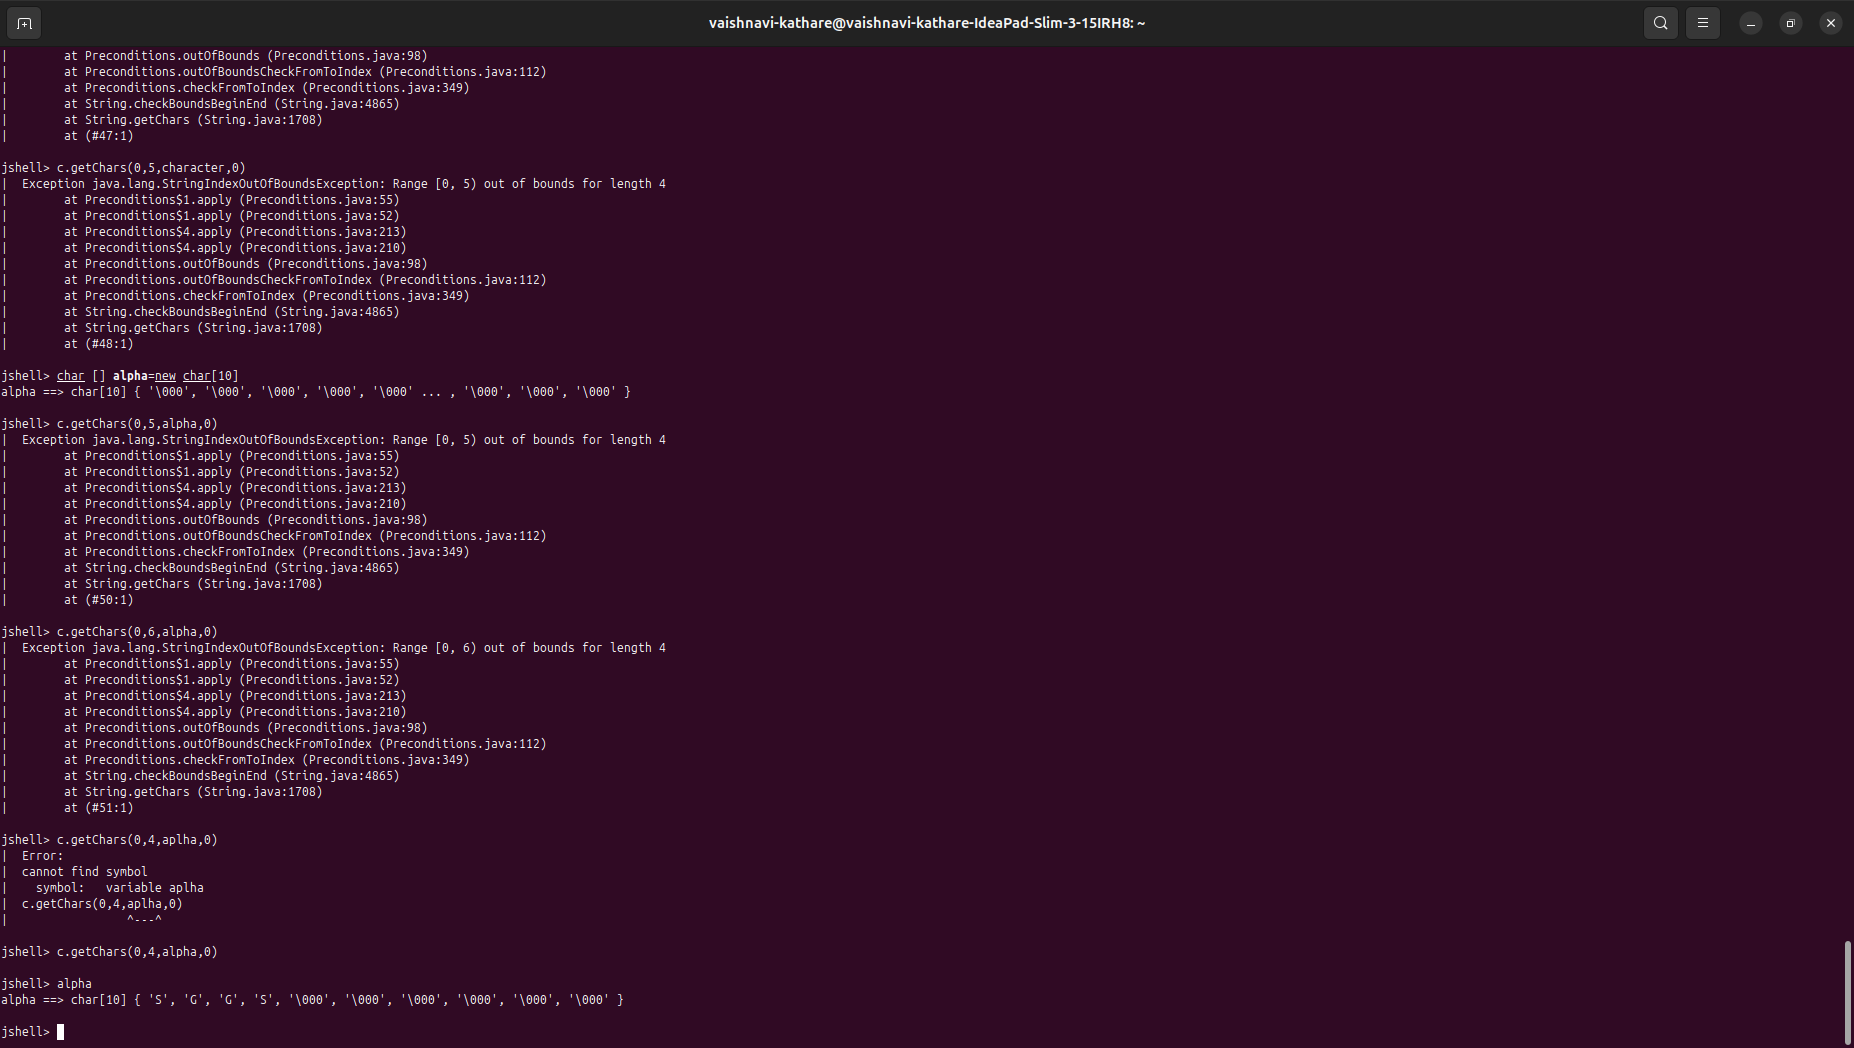 vaishnavi-kathare@vaishnavi-kathare-IdeaPad-Slim-3-15IRH8: ~
|        at Preconditions.outOfBounds (Preconditions.java:98)
|        at Preconditions.outOfBoundsCheckFromToIndex (Preconditions.java:112)
|        at Preconditions.checkFromToIndex (Preconditions.java:349)
|        at String.checkBoundsBeginEnd (String.java:4865)
|        at String.getChars (String.java:1708)
|        at (#47:1)
jshell> c.getChars(0,5,character,0)
|  Exception java.lang.StringIndexOutOfBoundsException: Range [0, 5) out of bounds for length 4
|        at Preconditions$1.apply (Preconditions.java:55)
|        at Preconditions$1.apply (Preconditions.java:52)
|        at Preconditions$4.apply (Preconditions.java:213)
|        at Preconditions$4.apply (Preconditions.java:210)
|        at Preconditions.outOfBounds (Preconditions.java:98)
|        at Preconditions.outOfBoundsCheckFromToIndex (Preconditions.java:112)
|        at Preconditions.checkFromToIndex (Preconditions.java:349)
|        at String.checkBoundsBeginEnd (String.java:4865)
|        at String.getChars (String.java:1708)
|        at (#48:1)
jshell> char [] alpha=new char[10]
alpha ==> char[10] { '\000', '\000', '\000', '\000', '\000' ... , '\000', '\000', '\000' }
jshell> c.getChars(0,5,alpha,0)
|  Exception java.lang.StringIndexOutOfBoundsException: Range [0, 5) out of bounds for length 4
|        at Preconditions$1.apply (Preconditions.java:55)
|        at Preconditions$1.apply (Preconditions.java:52)
|        at Preconditions$4.apply (Preconditions.java:213)
|        at Preconditions$4.apply (Preconditions.java:210)
|        at Preconditions.outOfBounds (Preconditions.java:98)
|        at Preconditions.outOfBoundsCheckFromToIndex (Preconditions.java:112)
|        at Preconditions.checkFromToIndex (Preconditions.java:349)
|        at String.checkBoundsBeginEnd (String.java:4865)
|        at String.getChars (String.java:1708)
|        at (#50:1)
jshell> c.getChars(0,6,alpha,0)
|  Exception java.lang.StringIndexOutOfBoundsException: Range [0, 6) out of bounds for length 4
|        at Preconditions$1.apply (Preconditions.java:55)
|        at Preconditions$1.apply (Preconditions.java:52)
|        at Preconditions$4.apply (Preconditions.java:213)
|        at Preconditions$4.apply (Preconditions.java:210)
|        at Preconditions.outOfBounds (Preconditions.java:98)
|        at Preconditions.outOfBoundsCheckFromToIndex (Preconditions.java:112)
|        at Preconditions.checkFromToIndex (Preconditions.java:349)
|        at String.checkBoundsBeginEnd (String.java:4865)
|        at String.getChars (String.java:1708)
|        at (#51:1)
jshell> c.getChars(0,4,aplha,0)
|  Error:
|  cannot find symbol
|    symbol:   variable aplha
|  c.getChars(0,4,aplha,0)
|                 ^---^
jshell> c.getChars(0,4,alpha,0)
jshell> alpha
alpha ==> char[10] { 'S', 'G', 'G', 'S', '\000', '\000', '\000', '\000', '\000', '\000' }
jshell>